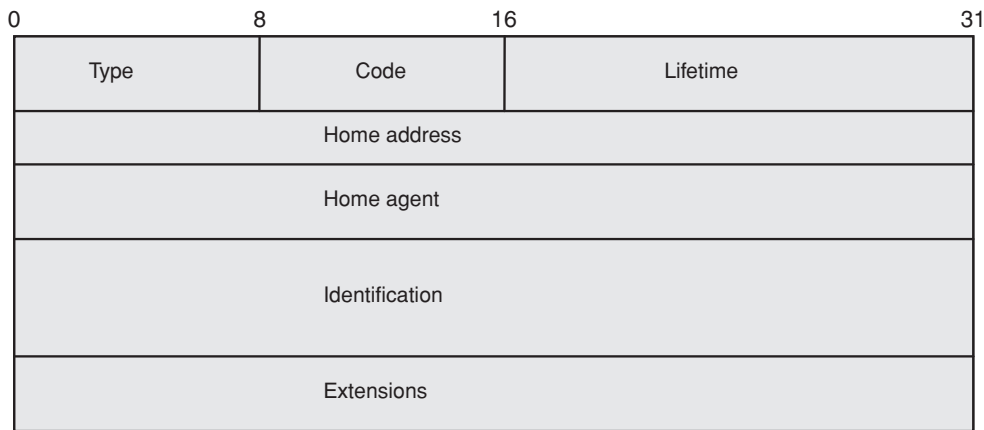 0 8 16 31
Type Code Lifetime
Home address
Home agent
Identification
Extensions